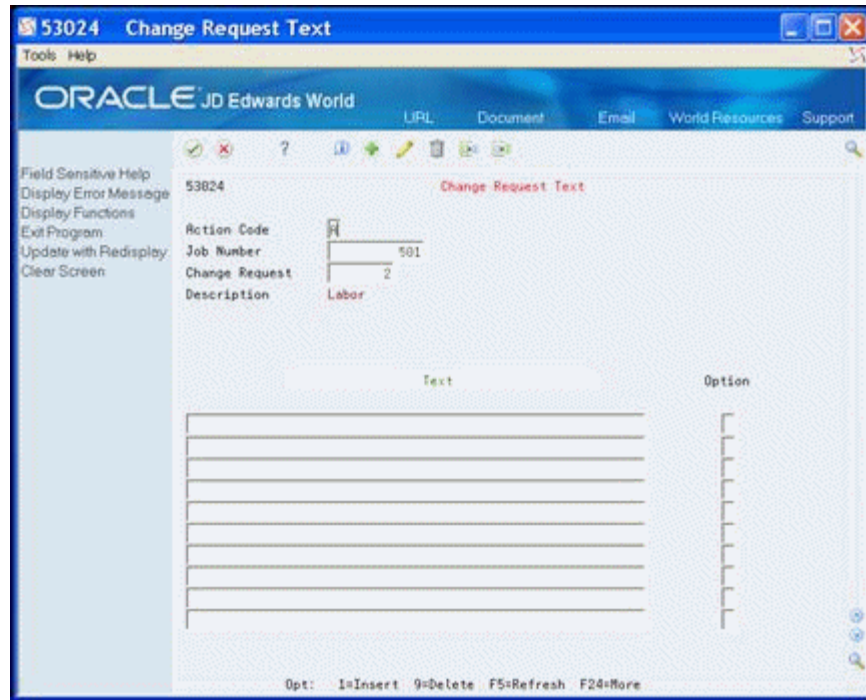 53024 Change Request Text
Tools Help
ORACLE JD Edwards World
URL Document Email World Resources Support
?
Field Sensitive Help
Display Error Message
Display Functions
Exit Program
Update with Redisplay
Clear Screen
53024 Change Request Text
Action Code A
Job Number 501
Change Request 2
Description Labor
Text Option
Opt: 1=Insert 9=Delete F5=Refresh F24=More